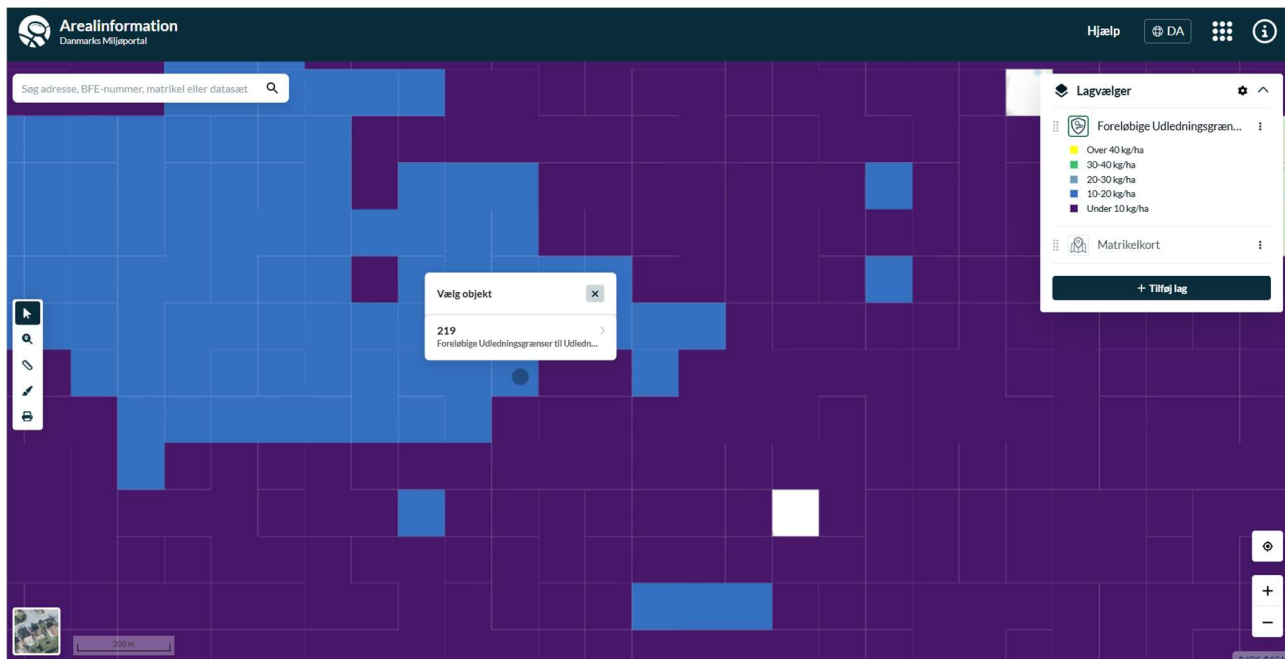 Arealinformation
Danmarks Miljøportal
Hjælp
DA
Søg adresse, BFE-nummer, matrikel eller datasæt
Lagvælger
Foreløbige Udledningsgræn...
Over 40 kg/ha
30-40 kg/ha
20-30 kg/ha
10-20 kg/ha
Under 10 kg/ha
Matrikelkort
+ Tilføj lag
Vælg objekt
219
Foreløbige Udledningsgrænser til Udledn...
200 m